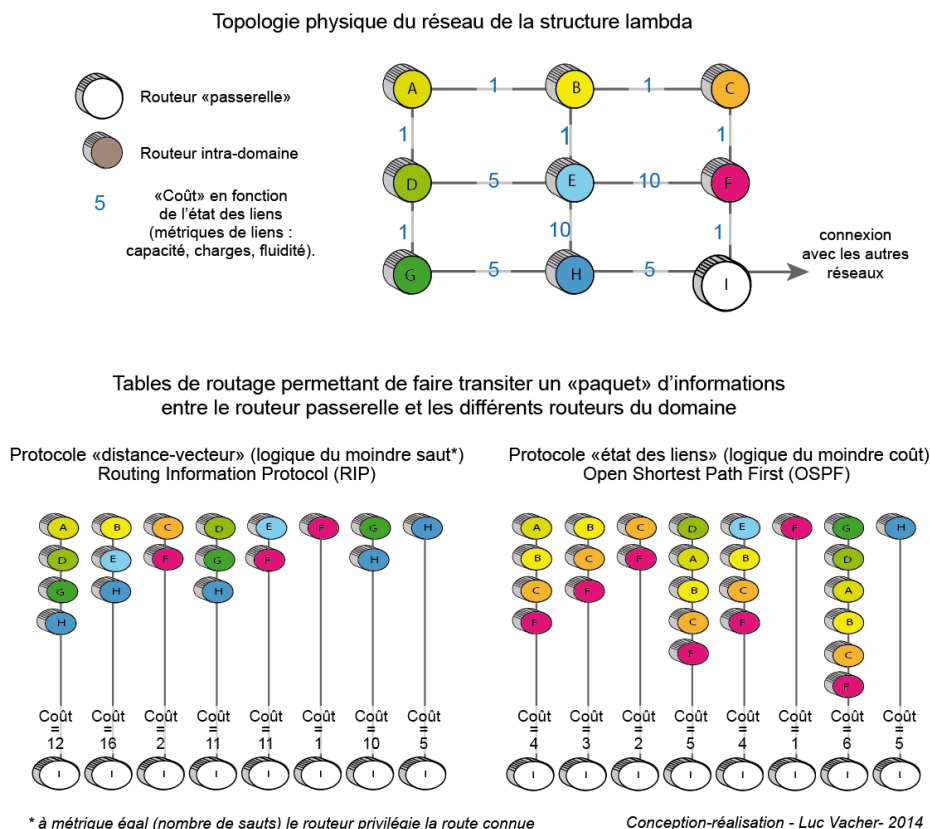 Topologie physique du réseau de la structure lambda
A 1 B 1 C
Routeur «passerelle»
1 1 1
Routeur intra-domaine
D 5 E 10 F
5 «Coût» en fonction
de l'état des liens
(métriques de liens :
capacité, charges, fluidité).
1 10 1
connexion
avec les autres
réseaux
G 5 H 5 I
Tables de routage permettant de faire transiter un «paquet» d'informations
entre le routeur passerelle et les différents routeurs du domaine
Protocole «distance-vecteur» (logique du moindre saut*)
Routing Information Protocol (RIP)
A B C D E F G H
D E F G F H
G H H
H
Coût Coût Coût Coût Coût Coût Coût Coût
= = = = = = = =
12 16 2 11 11 1 10 5
I I I I I I I I
* à métrique égal (nombre de sauts) le routeur privilégie la route connue
Protocole «état des liens» (logique du moindre coût)
Open Shortest Path First (OSPF)
A B C D E F G H
B C F A B D
C F B C A
F C F B
F C
F
Coût Coût Coût Coût Coût Coût Coût Coût
= = = = = = = =
4 3 2 5 4 1 6 5
I I I I I I I I
Conception-réalisation - Luc Vacher- 2014